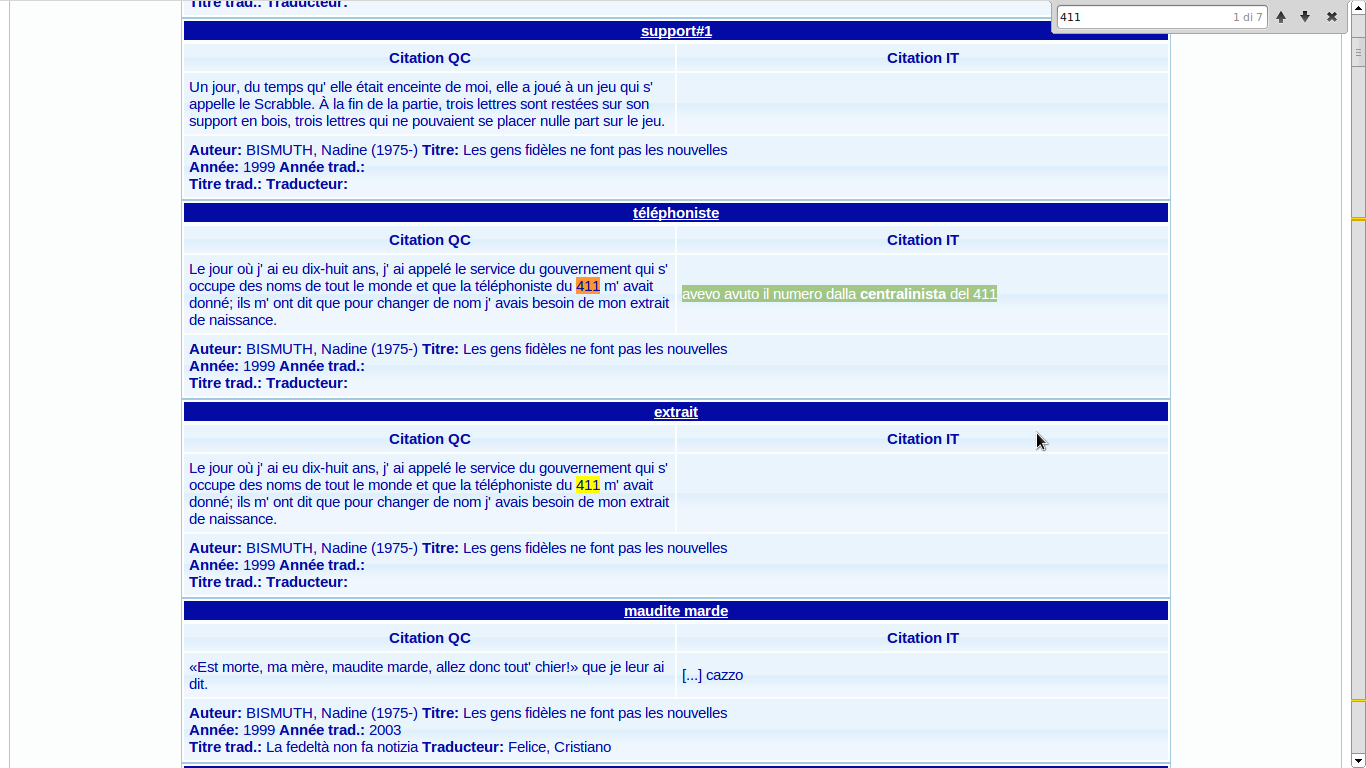 Titre trad.: Traducteur:
411 1 di 7
support#1
Citation QC
Citation IT
Un jour, du temps qu' elle était enceinte de moi, elle a joué à un jeu qui s'
appelle le Scrabble. À la fin de la partie, trois lettres sont restées sur son
support en bois, trois lettres qui ne pouvaient se placer nulle part sur le jeu.
Auteur: BISMUTH, Nadine (1975-) Titre: Les gens fidèles ne font pas les nouvelles
Année: 1999 Année trad.:
Titre trad.: Traducteur:
téléphoniste
Citation QC
Citation IT
Le jour où j' ai eu dix-huit ans, j' ai appelé le service du gouvernement qui s'
occupe des noms de tout le monde et que la téléphoniste du 411 m' avait
donné; ils m' ont dit que pour changer de nom j' avais besoin de mon extrait
de naissance.
avevo avuto il numero dalla centralinista del 411
Auteur: BISMUTH, Nadine (1975-) Titre: Les gens fidèles ne font pas les nouvelles
Année: 1999 Année trad.:
Titre trad.: Traducteur:
extrait
Citation QC
Citation IT
Le jour où j' ai eu dix-huit ans, j' ai appelé le service du gouvernement qui s'
occupe des noms de tout le monde et que la téléphoniste du 411 m' avait
donné; ils m' ont dit que pour changer de nom j' avais besoin de mon extrait
de naissance.
Auteur: BISMUTH, Nadine (1975-) Titre: Les gens fidèles ne font pas les nouvelles
Année: 1999 Année trad.:
Titre trad.: Traducteur:
maudite marde
Citation QC
Citation IT
«Est morte, ma mère, maudite marde, allez donc tout' chier!» que je leur ai
dit.
[...] cazzo
Auteur: BISMUTH, Nadine (1975-) Titre: Les gens fidèles ne font pas les nouvelles
Année: 1999 Année trad.: 2003
Titre trad.: La fedeltà non fa notizia Traducteur: Felice, Cristiano